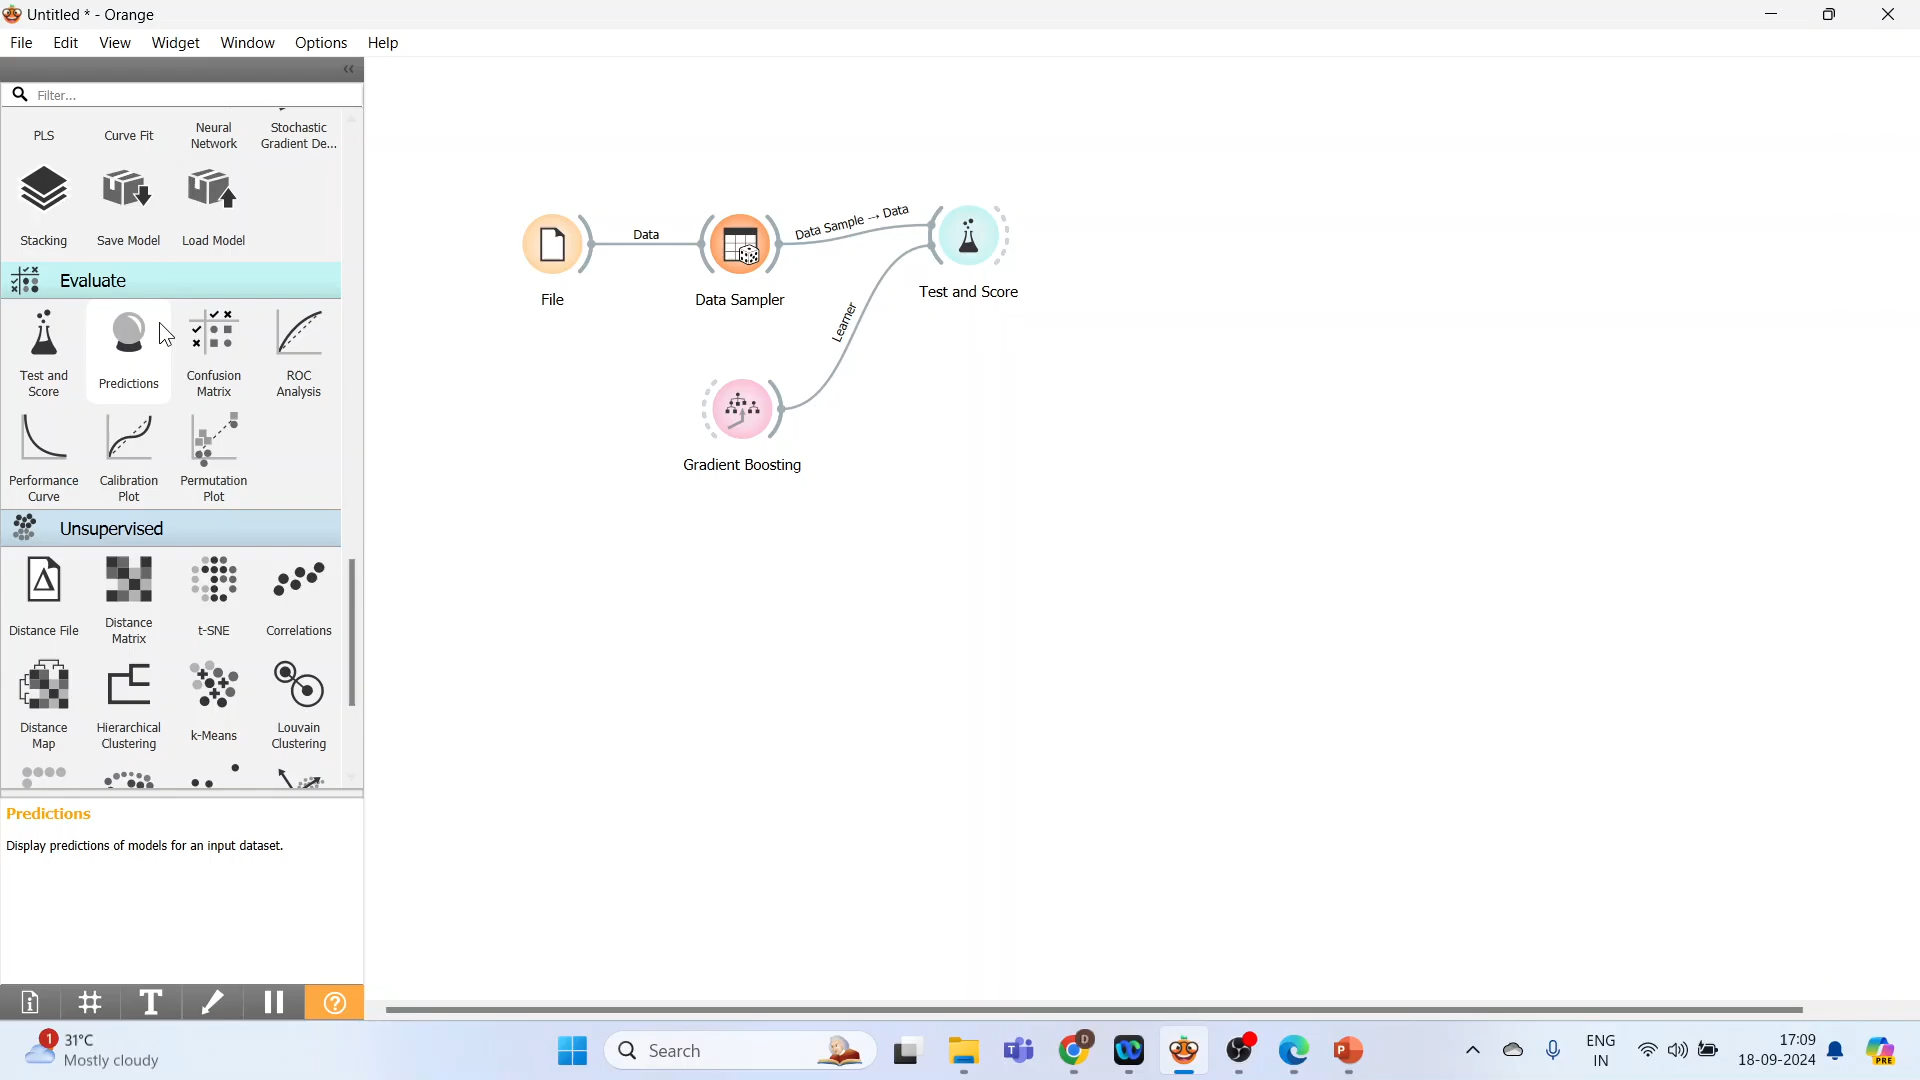 Untitled * - Orange
File Edit View Widget Window Options Help
Filter...
PLS
Curve Fit
Neural
Network
Stochastic
Gradient De...
Stacking
Save Model
Load Model
Evaluate
Test and
Score
Predictions
Confusion
Matrix
ROC
Analysis
Performance
Curve
Calibration
Plot
Permutation
Plot
Unsupervised
Distance File
Distance
Matrix
t-SNE
Correlations
Distance
Map
Hierarchical
Clustering
k-Means
Louvain
Clustering
Predictions
Display predictions of models for an input dataset.
File
Data
Data Sampler
Data Sample → Data
Test and Score
Learner
Gradient Boosting
1
31°C
Mostly cloudy
Search
D
ENG
IN
17:09
18-09-2024
PRE